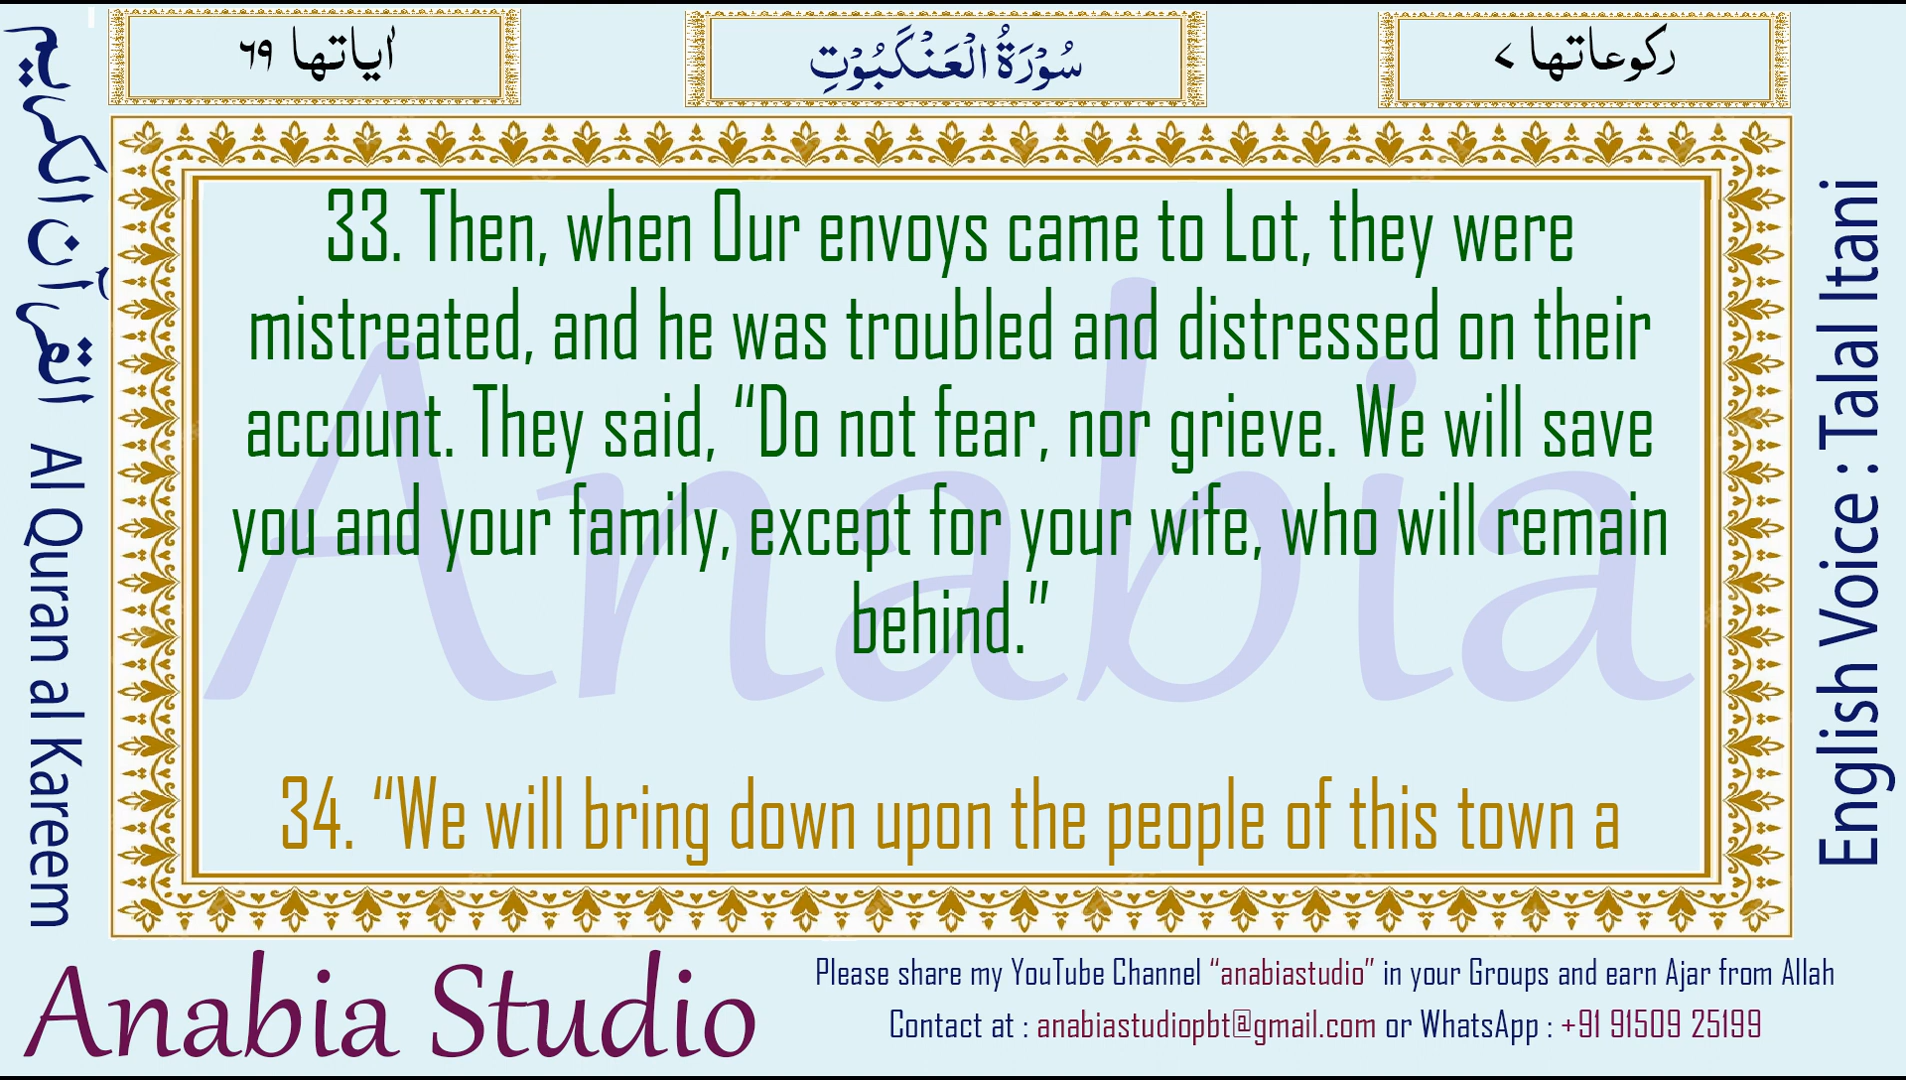 اٰیاتها ٦٩
سُوْرَةُ الْعَنْكَبُوْتِ
ركوعاتها ٧
القرآن الكريم
Al Quran al Kareem
33. Then, when Our envoys came to Lot, they were
mistreated, and he was troubled and distressed on their
account. They said, “Do not fear, nor grieve. We will save
you and your family, except for your wife, who will remain
behind.”
34. “We will bring down upon the people of this town a
Anabia
English Voice : Talal Itani
Anabia Studio
Please share my YouTube Channel “anabiastudio” in your Groups and earn Ajar from Allah
Contact at : anabiastudiopbt@gmail.com or WhatsApp : +91 91509 25199